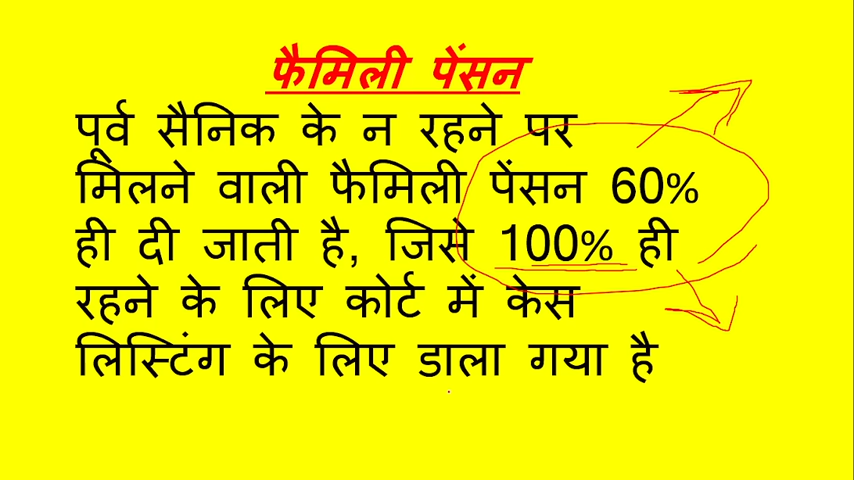 फैमिली पेंसन
पूर्व सैनिक के न रहने पर
मिलने वाली फैमिली पेंसन 60%
ही दी जाती है, जिसे 100% ही
रहने के लिए कोर्ट में केस
लिस्टिंग के लिए डाला गया है